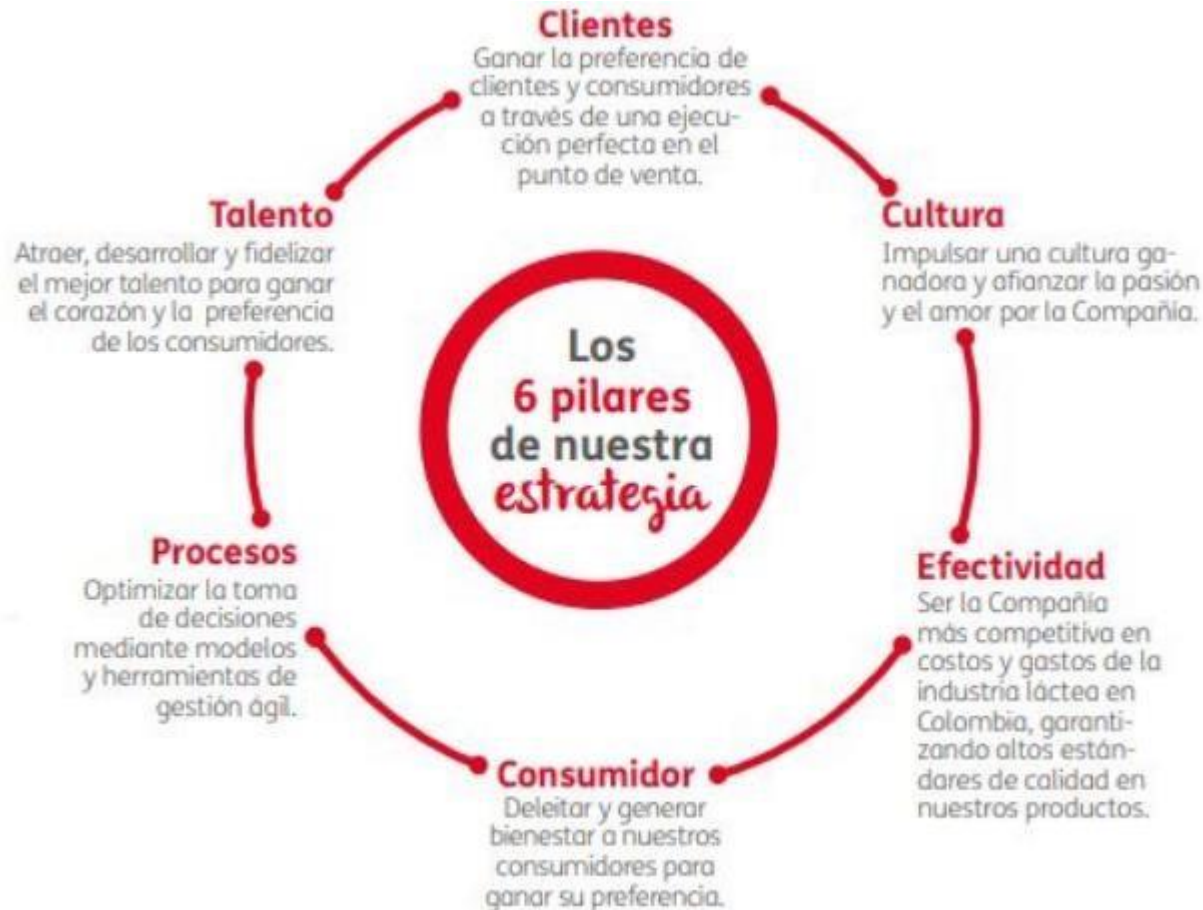 Clientes
Ganar la preferencia de
clientes y consumidores
a través de una ejecu-
ción perfecta en el
punto de venta.
Talento
Atraer, desarrollar y fidelizar
el mejor talento para ganar
el corazón y la preferencia
de los consumidores.
Cultura
Impulsar una cultura ga-
nadora y afianzar la pasión
y el amor por la Compañía.
Los
6 pilares
de nuestra
estrategia
Procesos
Optimizar la toma
de decisiones
mediante modelos
y herramientas de
gestión ágil.
Efectividad
Ser la Compañía
más competitiva en
costos y gastos de la
industria láctea en
Colombia, garanti-
zando altos están-
dares de calidad en
nuestros productos.
Consumidor
Deleitar y generar
bienestar a nuestros
consumidores para
ganar su preferencia.